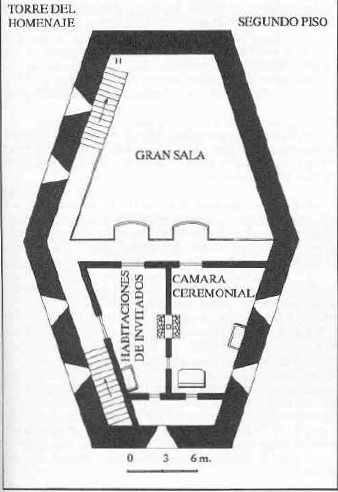 TORRE DEL
HOMENAJE
SEGUNDO PISO
H
GRAN SALA
HABITACIONES
DE INVITADOS
CAMARA
CEREMONIAL
0 3 6 m.